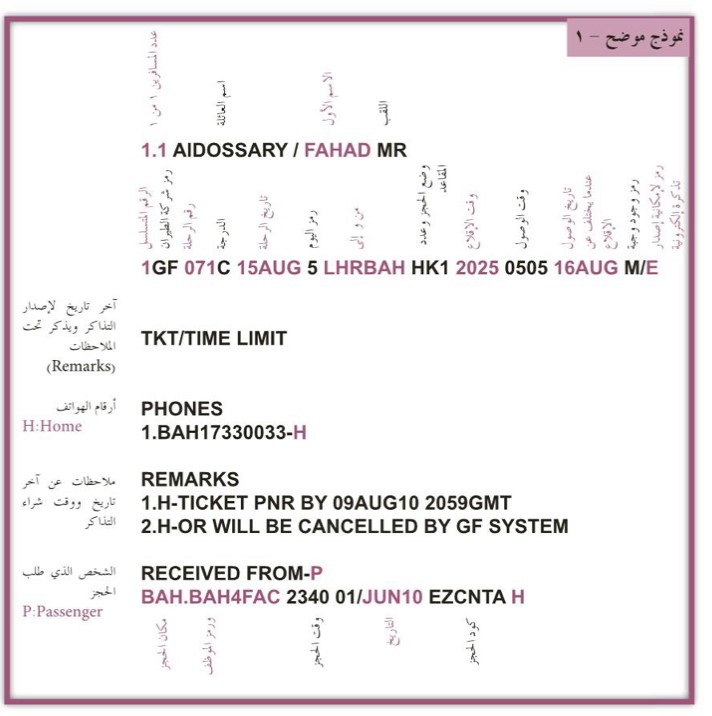 نموذج موضح - ١
عدد المسافرين ١ من ١
اسم العائلة
الاسم الأول
اللقب
1.1 AIDOSSARY / FAHAD MR
الرقم المتسلسل
رمز شركة الطيران
رقم الرحلة
الدرجة
تاريخ الرحلة
رمز اليوم
من و إلى
وضع الحجز وعدد
المقاعد
وقت الإقلاع
وقت الوصول
تاريخ الوصول
عندما يختلف عن
الإقلاع
رمز وجود وجبة
رمز لإمكانية إصدار
تذكرة إلكترونية
1GF 071C 15AUG 5 LHRBAH HK1 2025 0505 16AUG M/E
آخر تاريخ لإصدار
التذاكر ويذكر تحت
الملاحظات
(Remarks)
TKT/TIME LIMIT
أرقام الهواتف
H:Home
PHONES
1.BAH17330033-H
ملاحظات عن آخر
تاريخ ووقت شراء
التذاكر
REMARKS
1.H-TICKET PNR BY 09AUG10 2059GMT
2.H-OR WILL BE CANCELLED BY GF SYSTEM
الشخص الذي طلب
الحجز
P:Passenger
RECEIVED FROM-P
BAH.BAH4FAC 2340 01/JUN10 EZCNTA H
مكان الحجز
ورمز الموظف
وقت الحجز
التاريخ
كود الحجز